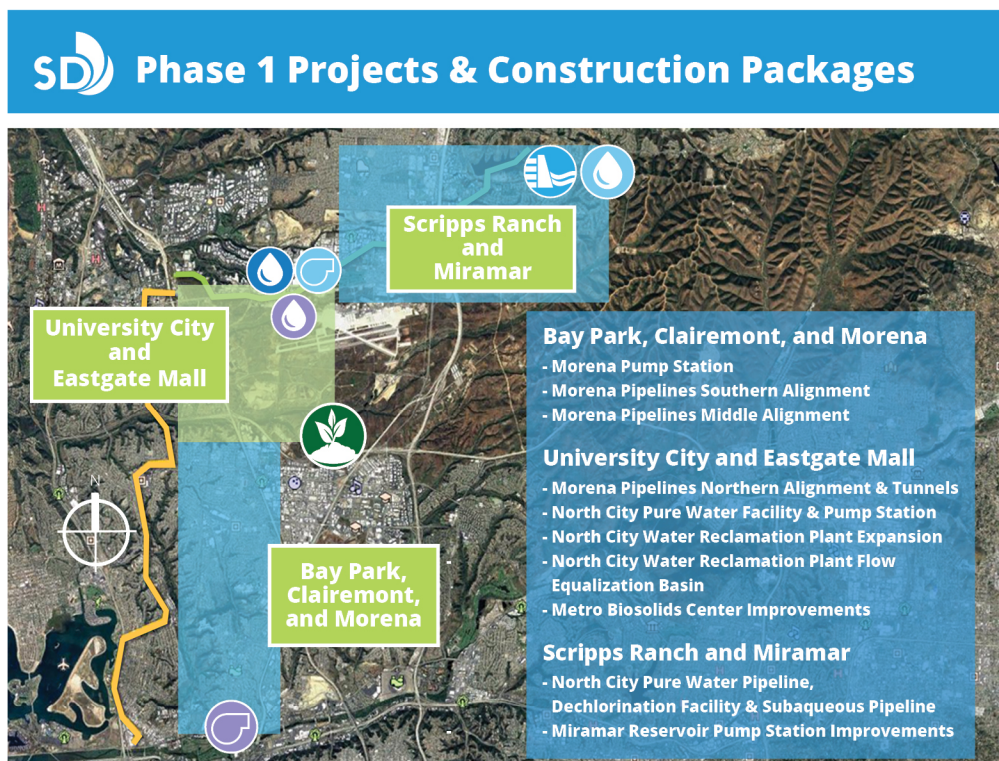 SD
Phase 1 Projects & Construction Packages
Scripps Ranch
and
Miramar
University City
and
Eastgate Mall
N
Bay Park,
Clairemont,
and Morena
Bay Park, Clairemont, and Morena
- Morena Pump Station
- Morena Pipelines Southern Alignment
- Morena Pipelines Middle Alignment
University City and Eastgate Mall
- Morena Pipelines Northern Alignment & Tunnels
- North City Pure Water Facility & Pump Station
- North City Water Reclamation Plant Expansion
- North City Water Reclamation Plant Flow
Equalization Basin
- Metro Biosolids Center Improvements
Scripps Ranch and Miramar
- North City Pure Water Pipeline,
Dechlorination Facility & Subaqueous Pipeline
- Miramar Reservoir Pump Station Improvements